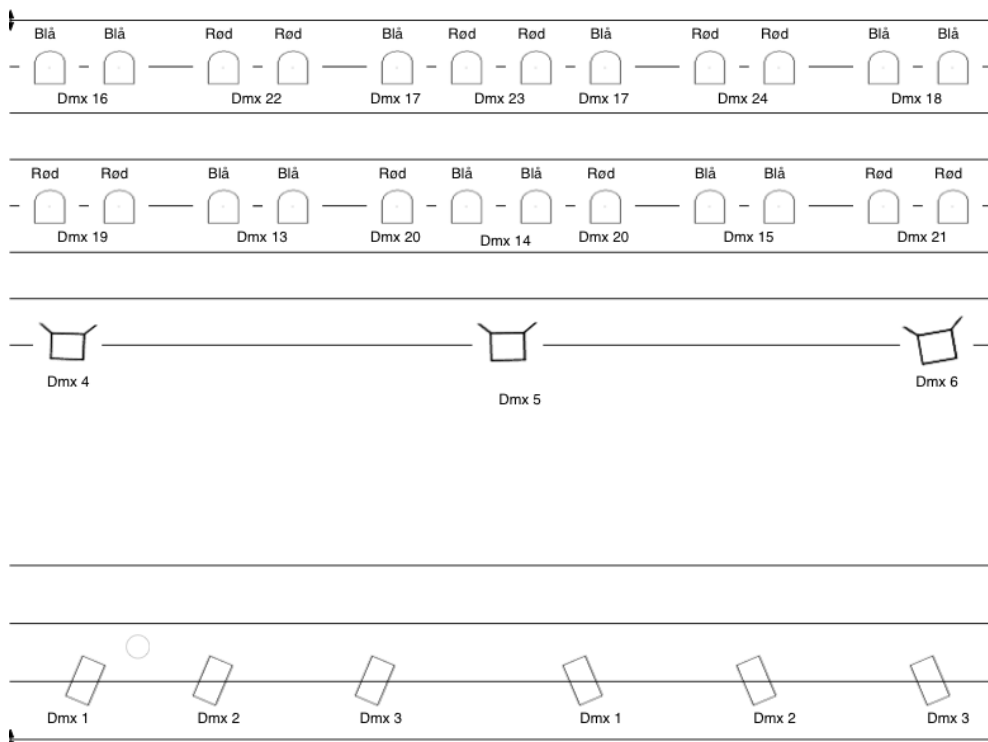 Blå Blå Rød Rød Blå Rød Rød Blå Rød Rød Blå Blå
Dmx 16 Dmx 22 Dmx 17 Dmx 23 Dmx 17 Dmx 24 Dmx 18
Rød Rød Blå Blå Rød Blå Blå Rød Blå Blå Rød Rød
Dmx 19 Dmx 13 Dmx 20 Dmx 14 Dmx 20 Dmx 15 Dmx 21
Dmx 4 Dmx 5 Dmx 6
Dmx 1 Dmx 2 Dmx 3 Dmx 1 Dmx 2 Dmx 3